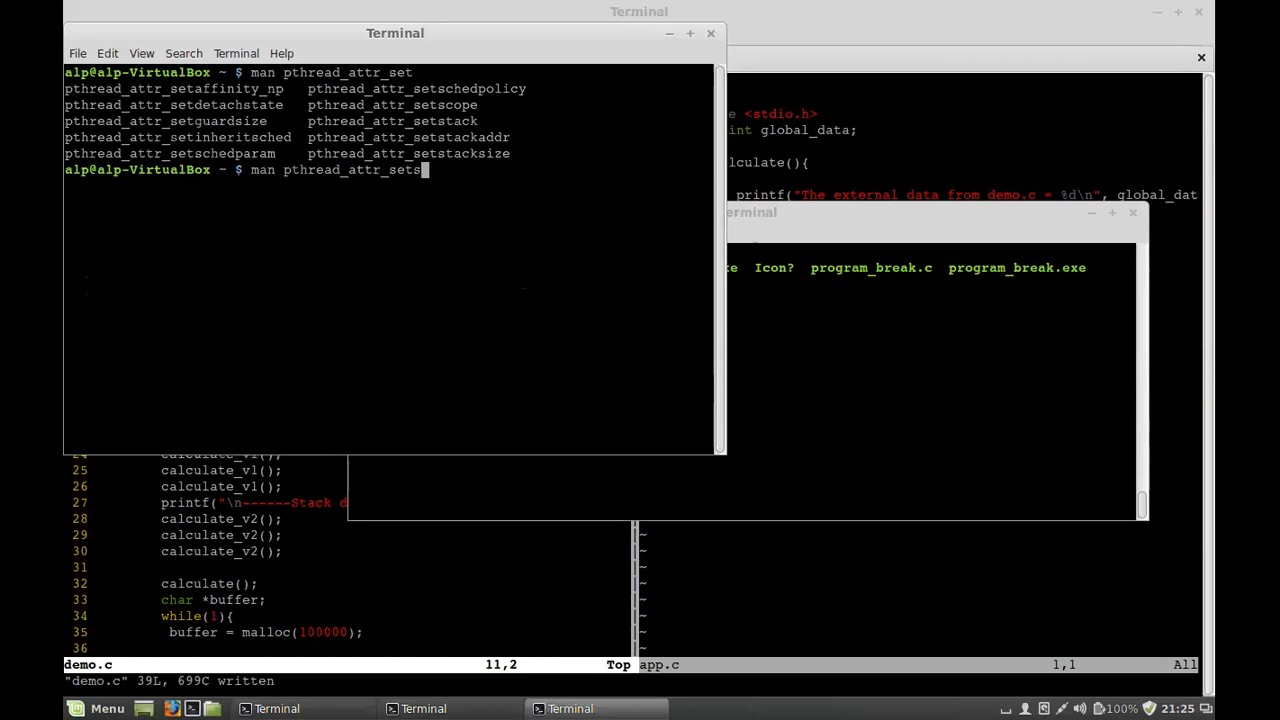 Terminal
Terminal
File Edit View Search Terminal Help
alp@alp-VirtualBox ~ $ man pthread_attr_set
pthread_attr_setaffinity_np pthread_attr_setschedpolicy
pthread_attr_setdetachstate pthread_attr_setscope
pthread_attr_setguardsize pthread_attr_setstack
pthread_attr_setinheritsched pthread_attr_setstackaddr
pthread_attr_setschedparam pthread_attr_setstacksize
alp@alp-VirtualBox ~ $ man pthread_attr_sets
e <stdio.h>
int global_data;
lculate(){
printf("The external data from demo.c = %d\n", global_dat
erminal
xe Icon? program_break.c program_break.exe
24 calculate_v1();
25 calculate_v1();
26 calculate_v1();
27 printf("\n------Stack d
28 calculate_v2();
29 calculate_v2();
30 calculate_v2();
31
32 calculate();
33 char *buffer;
34 while(1){
35 buffer = malloc(100000);
36
~
~
~
~
~
~
~
~
demo.c 11,2 Top app.c 1,1 All
"demo.c" 39L, 699C written
Menu Terminal Terminal Terminal 100% 21:25